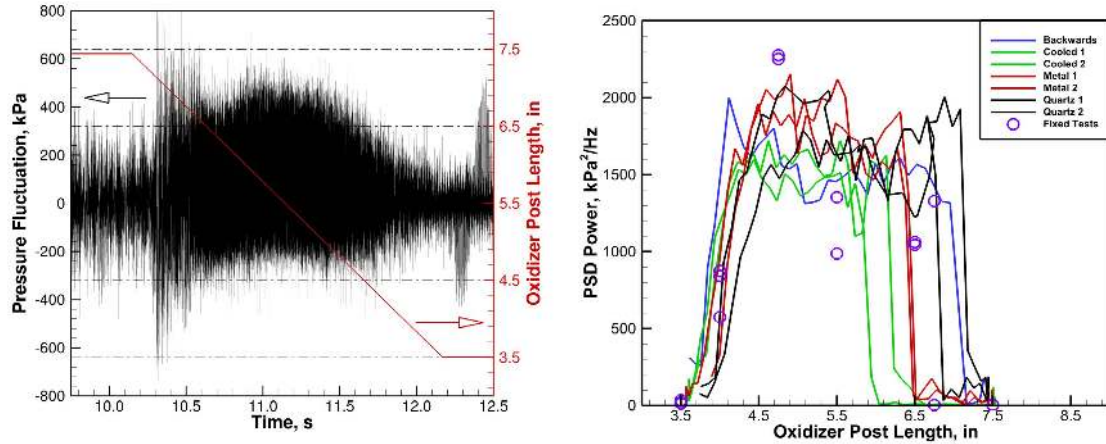 800
600
400
200
0
-200
-400
-600
-800
Pressure Fluctuation, kPa
10.0 10.5 11.0 11.5 12.0 12.5
Time, s
7.5
6.5
5.5
4.5
3.5
Oxidizer Post Length, in
2500
2000
1500
1000
500
0
PSD Power, kPa²/Hz
3.5 4.5 5.5 6.5 7.5 8.5
Oxidizer Post Length, in
Backwards
Cooled 1
Cooled 2
Metal 1
Metal 2
Quartz 1
Quartz 2
Fixed Tests